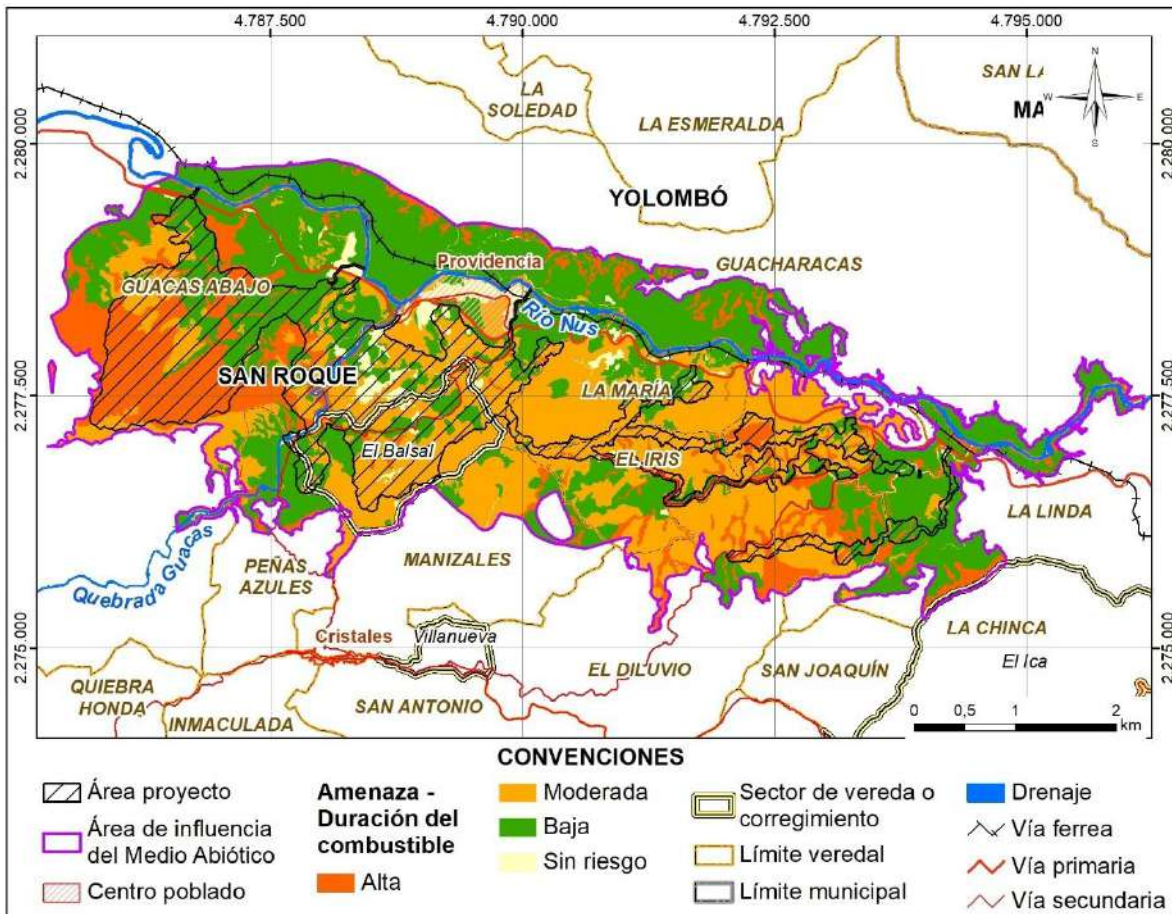 4.787.500 4.790.000 4.792.500 4.795.000
2.280.000
2.277.500
2.275.000
2.280.000
2.277.500
2.275.000
N
W E
S
LA
SOLEDAD
SAN LA
MA
LA ESMERALDA
YOLOMBÓ
GUACHARACAS
Providencia
GUACAS ABAJO
Río Nus
SAN ROQUE
LA MARÍA
El Balsal
EL IRIS
LA LINDA
MANIZALES
PEÑAS
AZULES
Quebrada Guacas
Cristales
Villanueva
LA CHINCA
El Ica
EL DILUVIO
SAN JOAQUÍN
QUIEBRA
HONDA
INMACULADA
SAN ANTONIO
0 0,5 1 2
km
CONVENCIONES
Área proyecto
Área de influencia
del Medio Abiótico
Centro poblado
Amenaza -
Duración del
combustible
Alta
Moderada
Baja
Sin riesgo
Sector de vereda o
corregimiento
Límite veredal
Límite municipal
Drenaje
Vía ferrea
Vía primaria
Vía secundaria